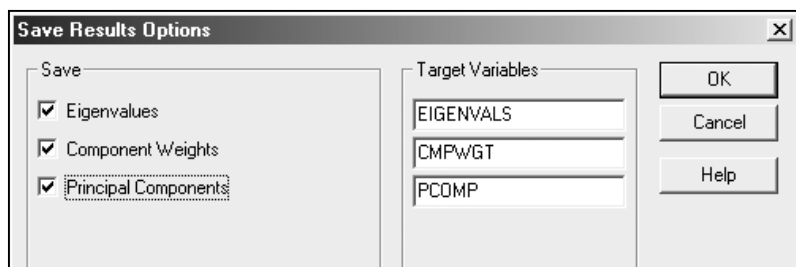 Save Results Options
Save
Eigenvalues
Component Weights
Principal Components
Target Variables
EIGENVALS
CMPWGT
PCOMP
OK
Cancel
Help